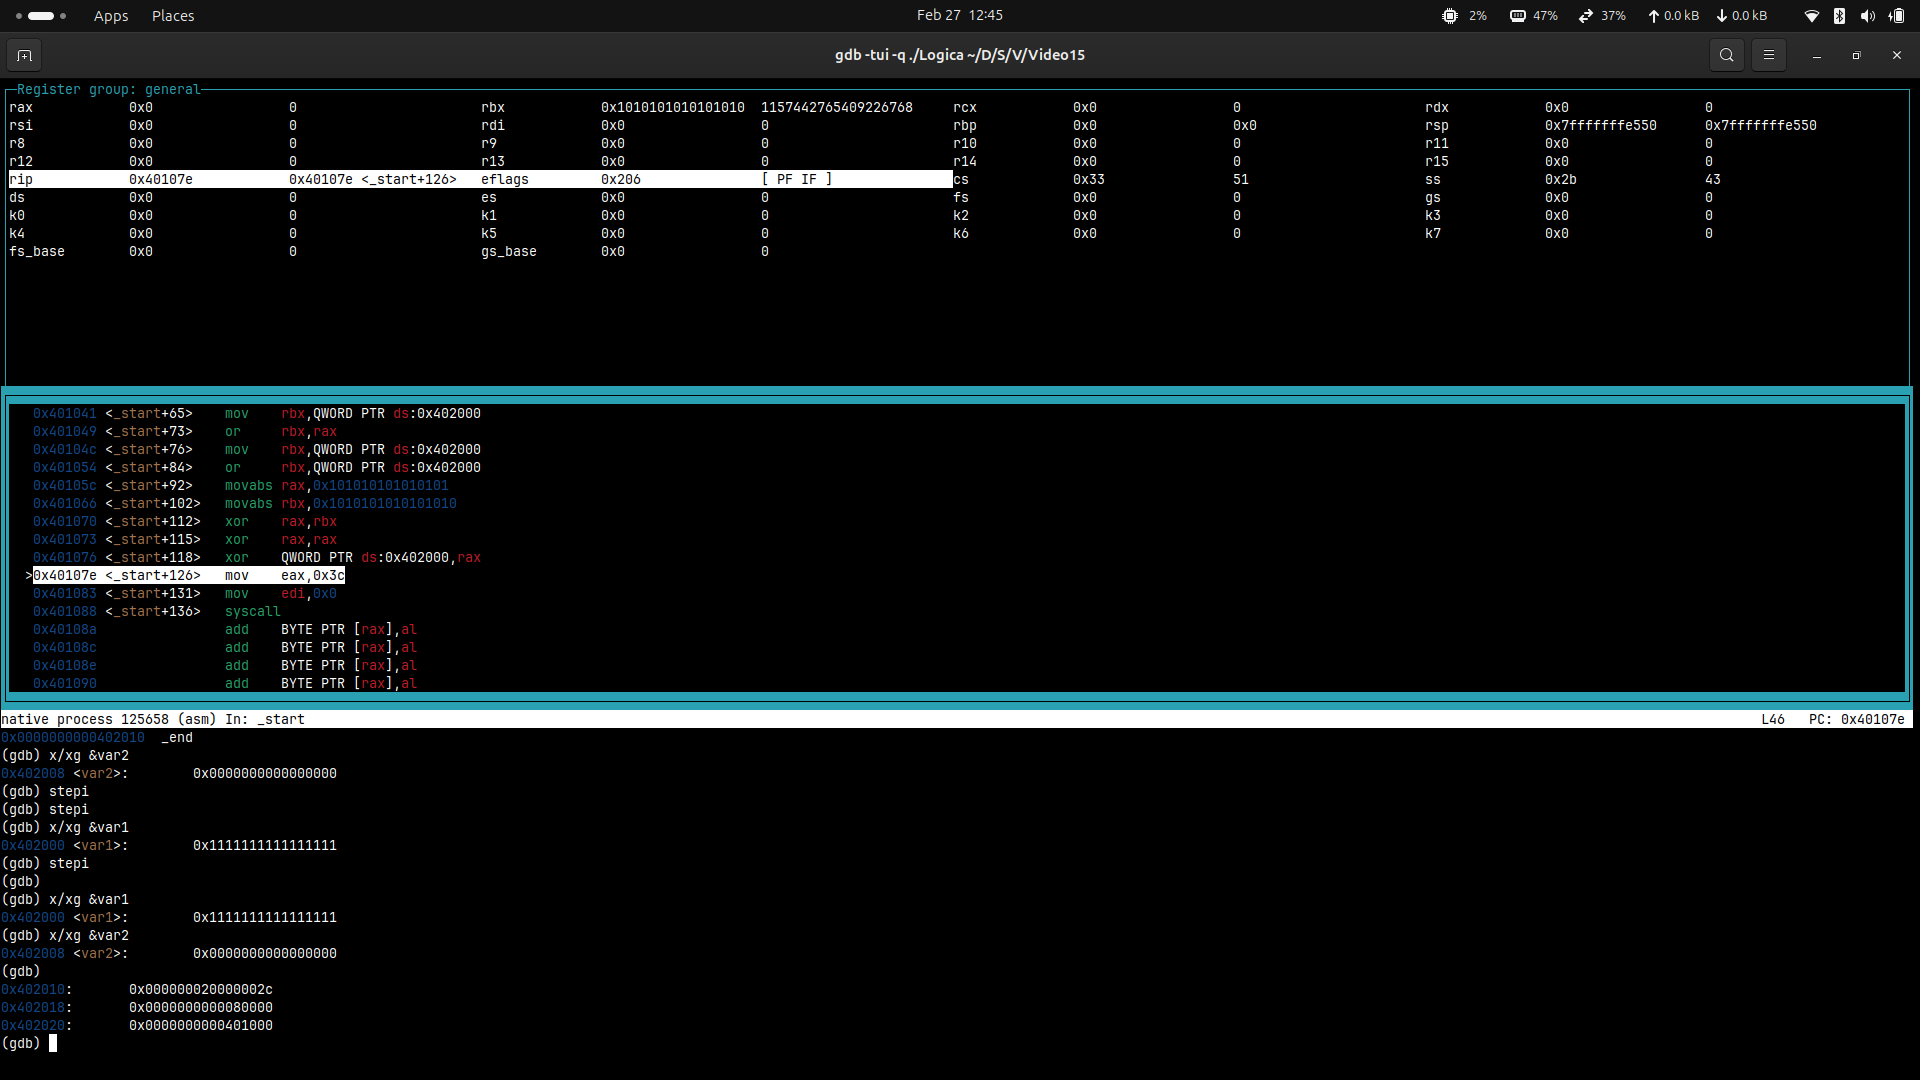 Apps Places Feb 27 12:45 2% 47% 37% 0.0 kB 0.0 kB
gdb -tui -q ./Logica ~/D/S/V/Video15
Register group: general
rax 0x0 0 rbx 0x1010101010101010 1157442765409226768 rcx 0x0 0 rdx 0x0 0
rsi 0x0 0 rdi 0x0 0 rbp 0x0 0x0 rsp 0x7fffffffe550 0x7fffffffe550
r8 0x0 0 r9 0x0 0 r10 0x0 0 r11 0x0 0
r12 0x0 0 r13 0x0 0 r14 0x0 0 r15 0x0 0
rip 0x40107e 0x40107e <_start+126> eflags 0x206 [ PF IF ] cs 0x33 51 ss 0x2b 43
ds 0x0 0 es 0x0 0 fs 0x0 0 gs 0x0 0
k0 0x0 0 k1 0x0 0 k2 0x0 0 k3 0x0 0
k4 0x0 0 k5 0x0 0 k6 0x0 0 k7 0x0 0
fs_base 0x0 0 gs_base 0x0 0
0x401041 <_start+65> mov rbx,QWORD PTR ds:0x402000
0x401049 <_start+73> or rbx,rax
0x40104c <_start+76> mov rbx,QWORD PTR ds:0x402000
0x401054 <_start+84> or rbx,QWORD PTR ds:0x402000
0x40105c <_start+92> movabs rax,0x101010101010101
0x401066 <_start+102> movabs rbx,0x1010101010101010
0x401070 <_start+112> xor rax,rbx
0x401073 <_start+115> xor rax,rax
0x401076 <_start+118> xor QWORD PTR ds:0x402000,rax
>0x40107e <_start+126> mov eax,0x3c
0x401083 <_start+131> mov edi,0x0
0x401088 <_start+136> syscall
0x40108a add BYTE PTR [rax],al
0x40108c add BYTE PTR [rax],al
0x40108e add BYTE PTR [rax],al
0x401090 add BYTE PTR [rax],al
native process 125658 (asm) In: _start L46 PC: 0x40107e
0x0000000000402010 _end
(gdb) x/xg &var2
0x402008 <var2>: 0x0000000000000000
(gdb) stepi
(gdb) stepi
(gdb) x/xg &var1
0x402000 <var1>: 0x1111111111111111
(gdb) stepi
(gdb)
(gdb) x/xg &var1
0x402000 <var1>: 0x1111111111111111
(gdb) x/xg &var2
0x402008 <var2>: 0x0000000000000000
(gdb)
0x402010: 0x000000020000002c
0x402018: 0x0000000000080000
0x402020: 0x0000000000401000
(gdb)